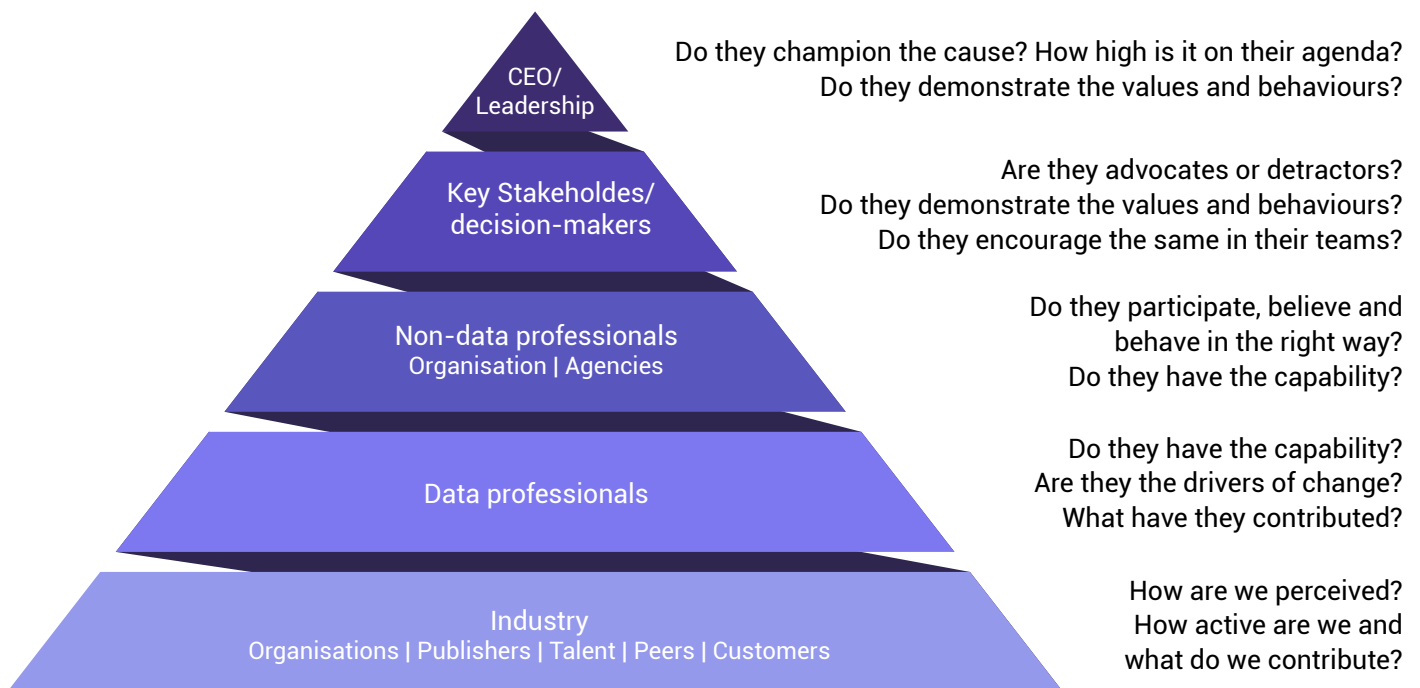 CEO/
Leadership
Do they champion the cause? How high is it on their agenda?
Do they demonstrate the values and behaviours?
Key Stakeholdes/
decision-makers
Are they advocates or detractors?
Do they demonstrate the values and behaviours?
Do they encourage the same in their teams?
Non-data professionals
Organisation | Agencies
Do they participate, believe and
behave in the right way?
Do they have the capability?
Data professionals
Do they have the capability?
Are they the drivers of change?
What have they contributed?
Industry
Organisations | Publishers | Talent | Peers | Customers
How are we perceived?
How active are we and
what do we contribute?